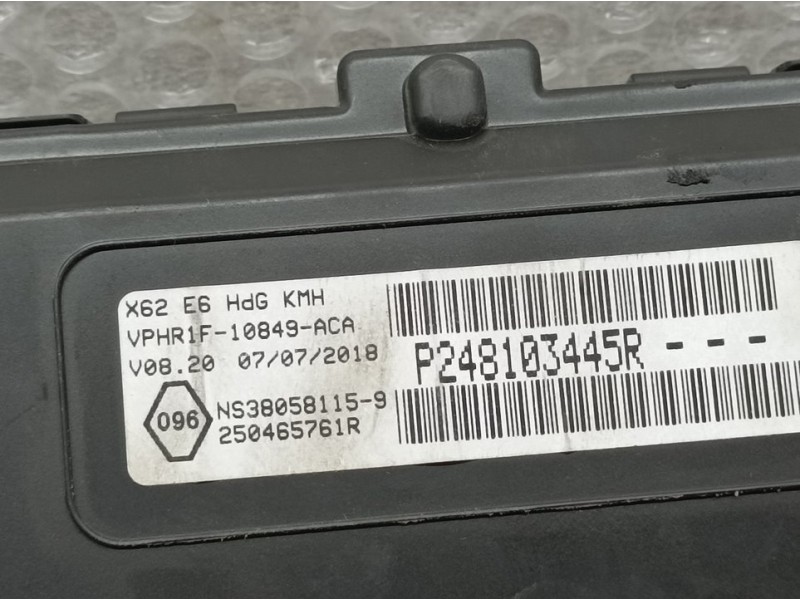 X62 E6 HdG KMH
VPHR1F-10849-ACA
V08.20 07/07/2018
096
NS38058115-9
250465761R
P248103445R - - -